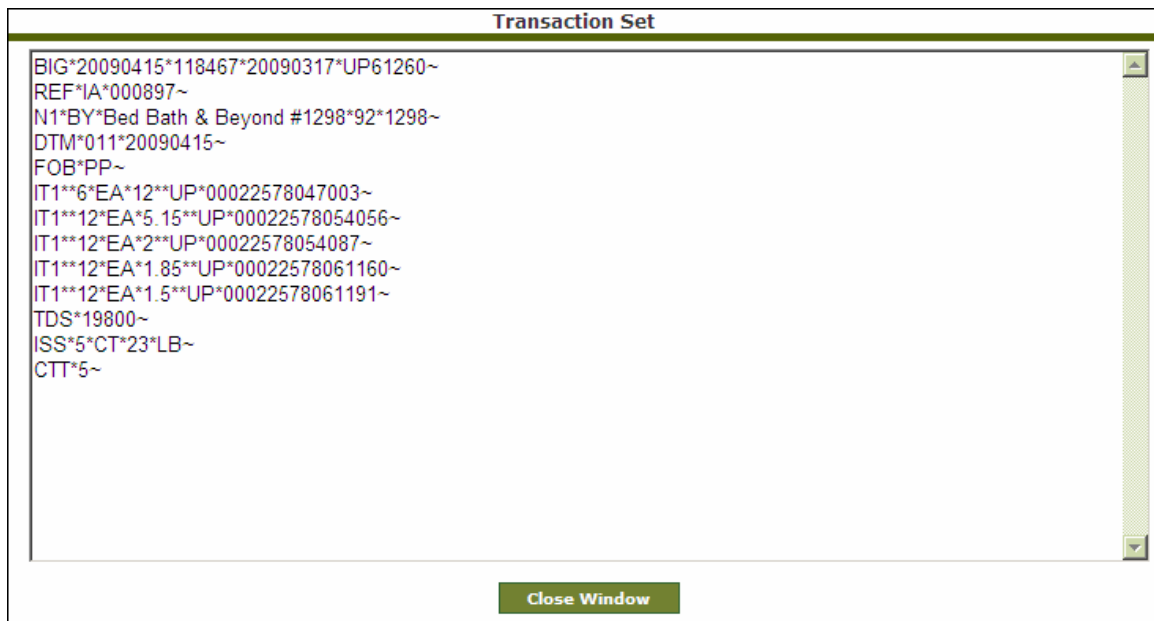 Transaction Set
BIG*20090415*118467*20090317*UP61260~
REF*IA*000897~
N1*BY*Bed Bath & Beyond #1298*92*1298~
DTM*011*20090415~
FOB*PP~
IT1**6*EA*12**UP*00022578047003~
IT1**12*EA*5.15**UP*00022578054056~
IT1**12*EA*2**UP*00022578054087~
IT1**12*EA*1.85**UP*00022578061160~
IT1**12*EA*1.5**UP*00022578061191~
TDS*19800~
ISS*5*CT*23*LB~
CTT*5~
Close Window